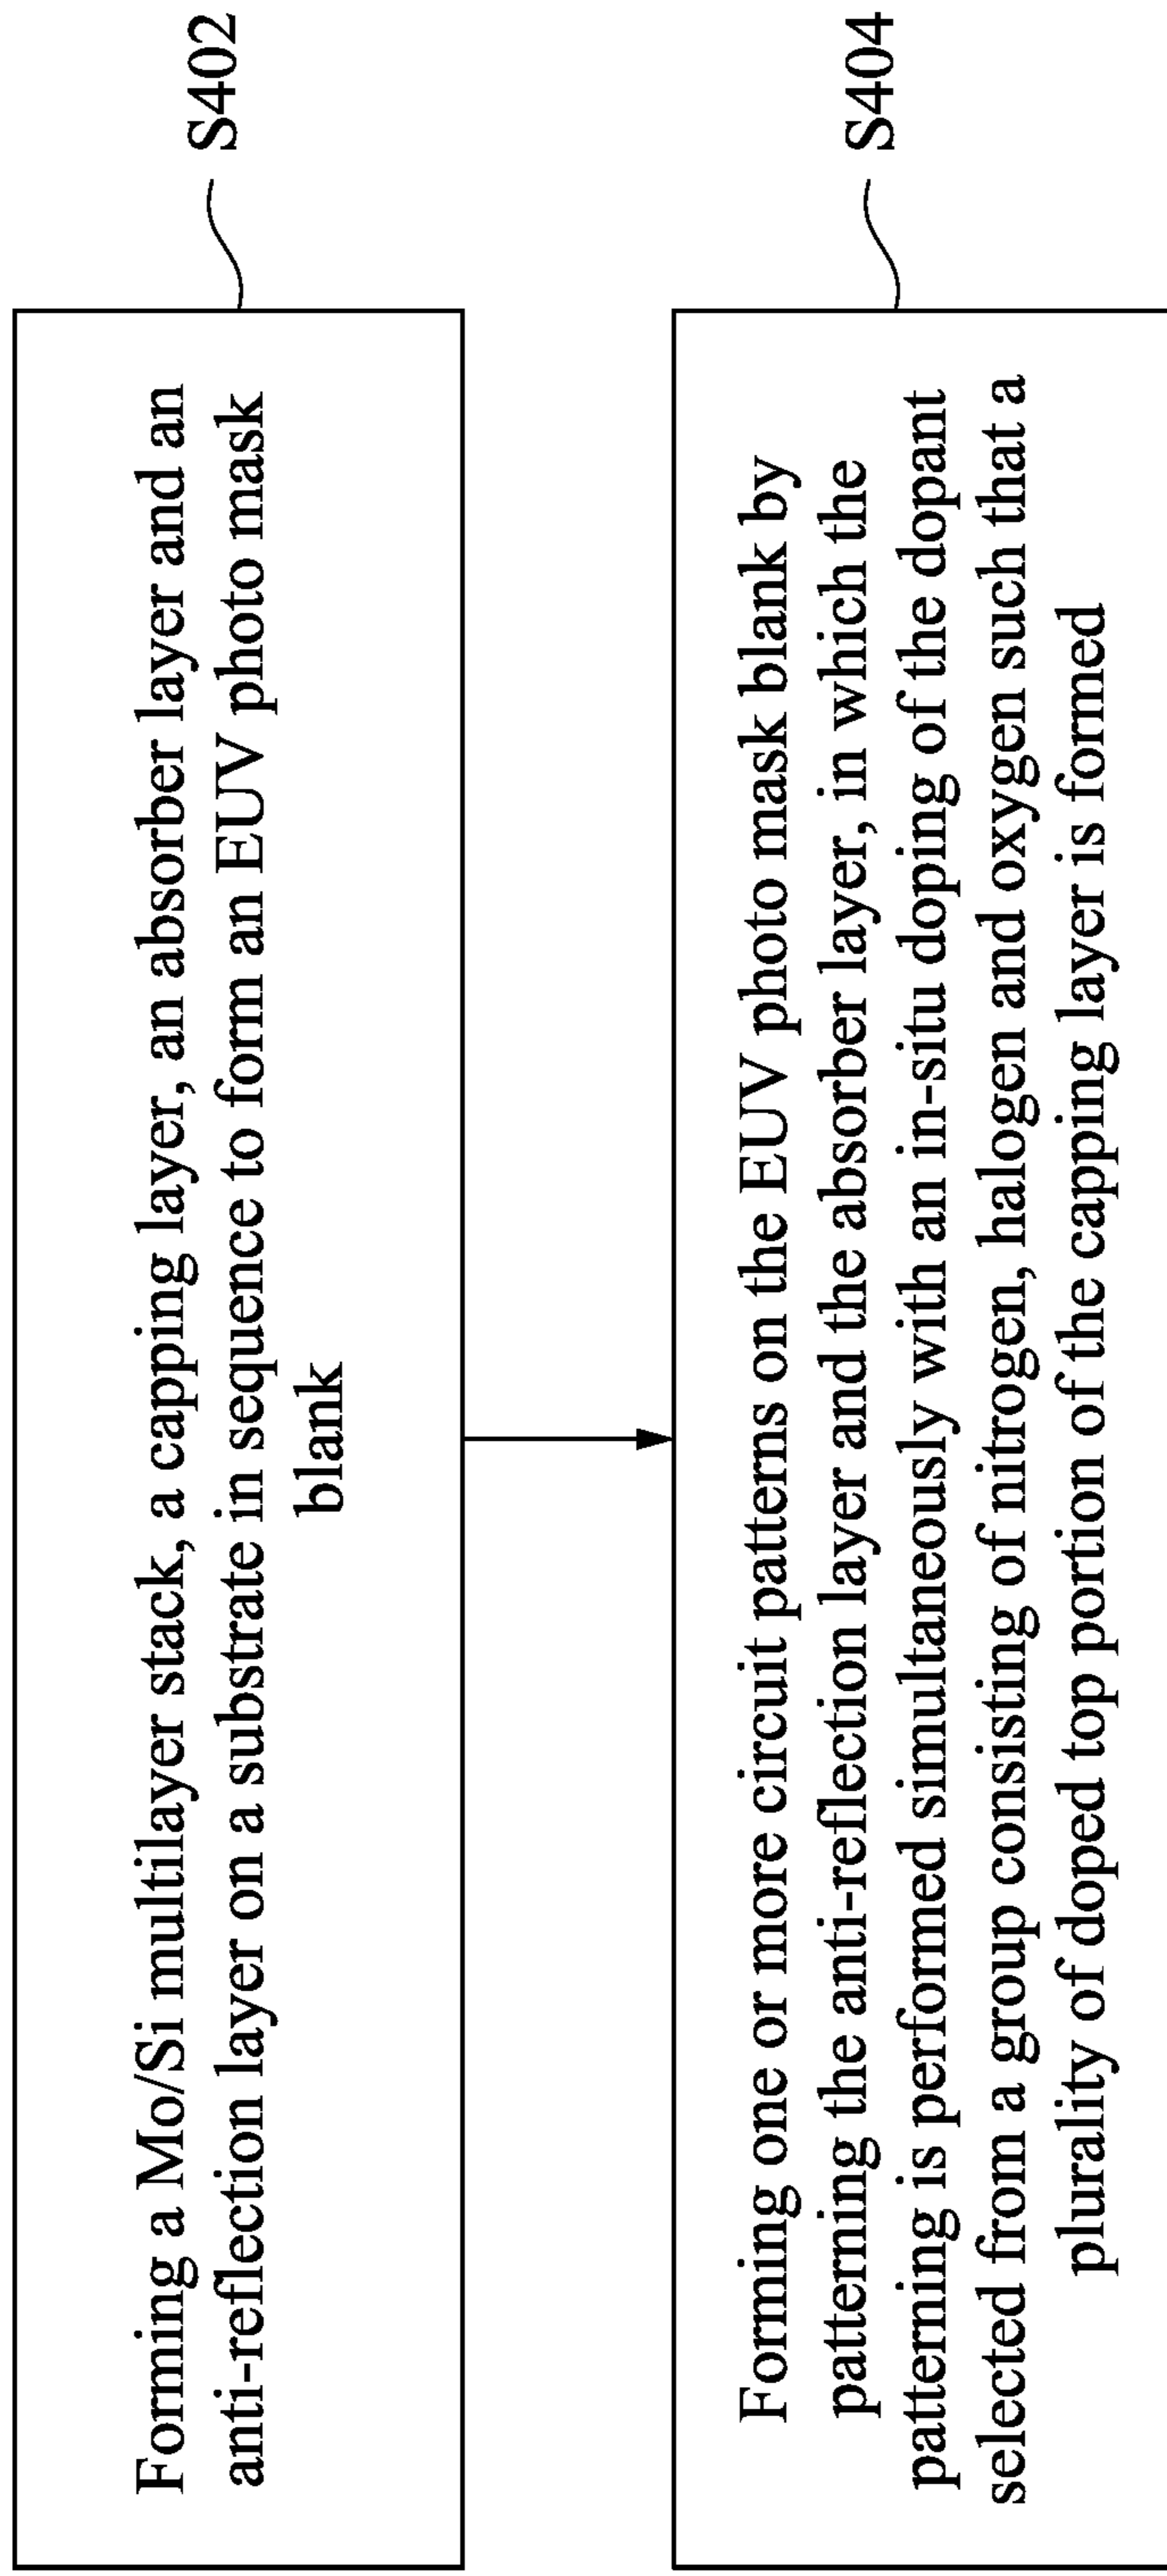 Forming a Mo/Si multilayer stack, a capping layer, an absorber layer and an
anti-reflection layer on a substrate in sequence to form an EUV photo mask
blank
S402
Forming one or more circuit patterns on the EUV photo mask blank by
patterning the anti-reflection layer and the absorber layer, in which the
patterning is performed simultaneously with an in-situ doping of the dopant
selected from a group consisting of nitrogen, halogen and oxygen such that a
plurality of doped top portion of the capping layer is formed
S404